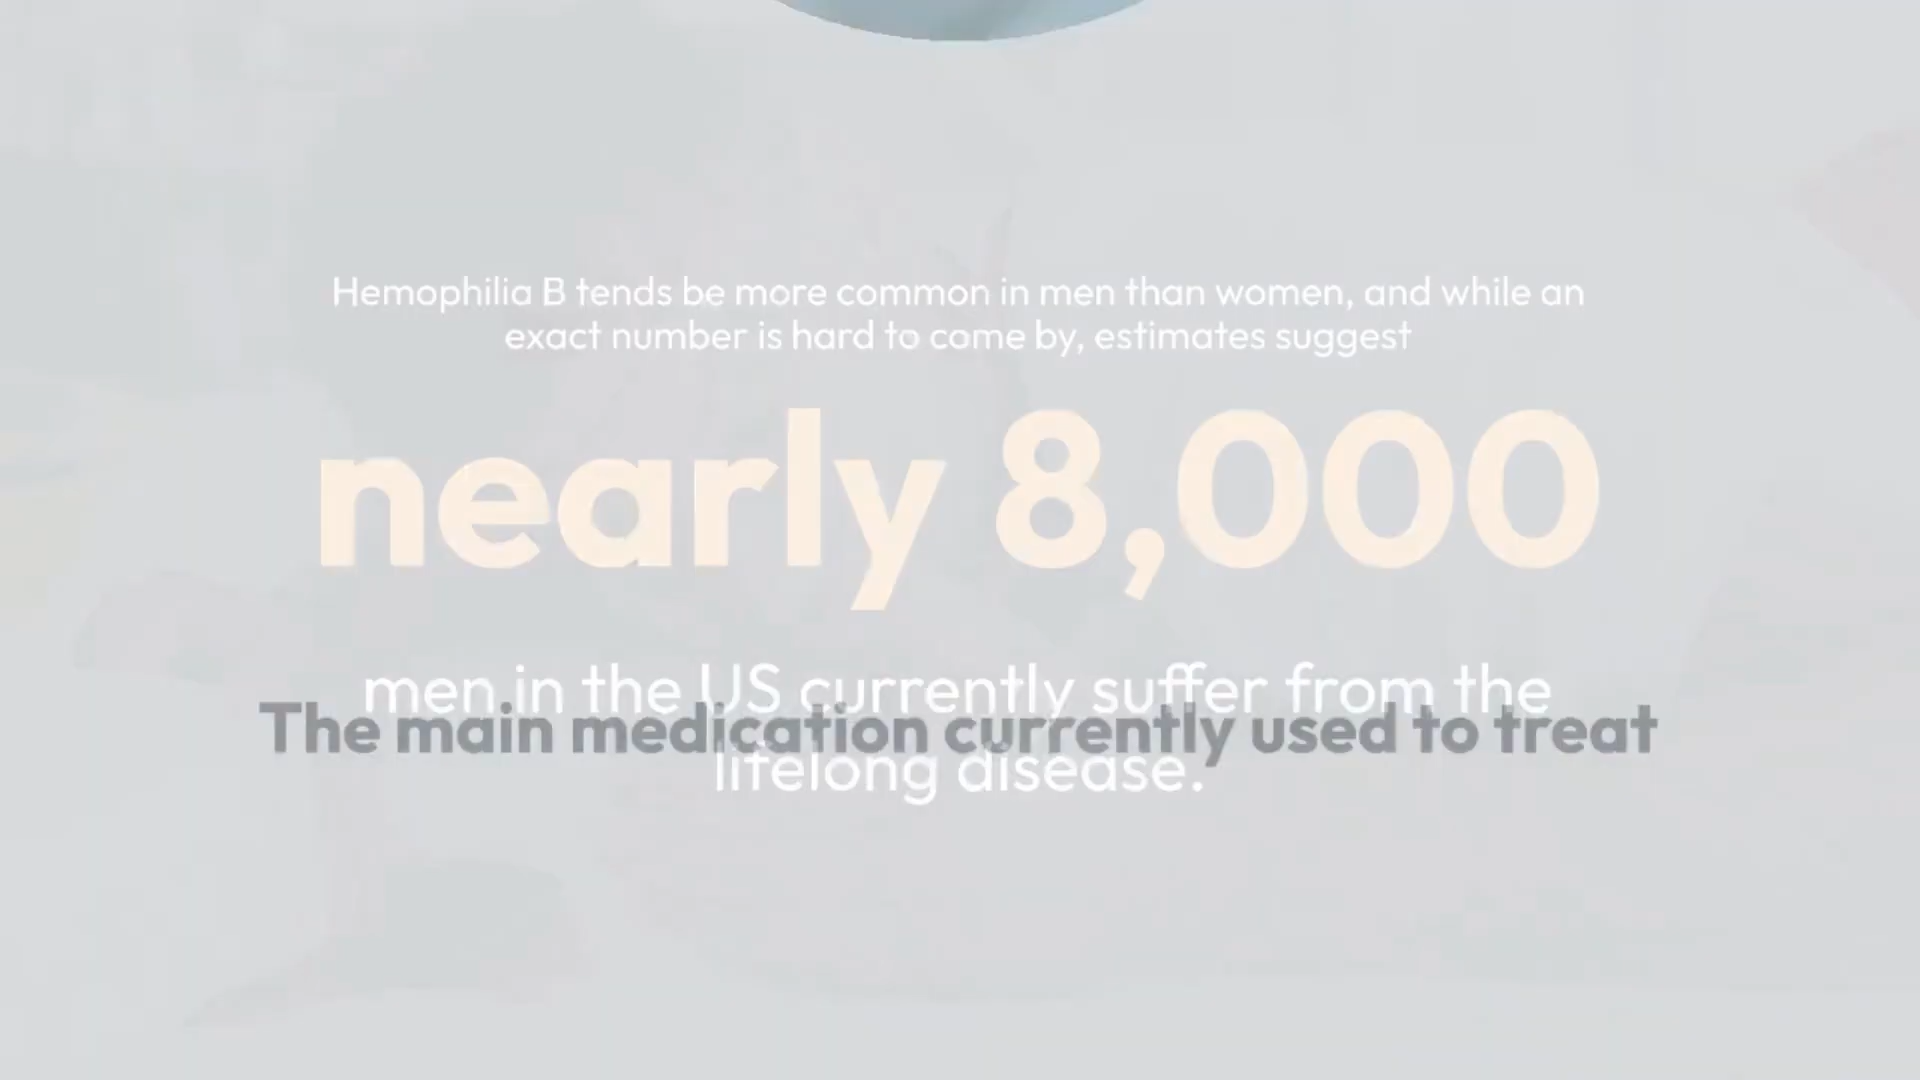 Hemophilia B tends be more common in men than women, and while an
exact number is hard to come by, estimates suggest
nearly 8,000
men in the US currently suffer from the
The main medication currently used to treat
lifelong disease.